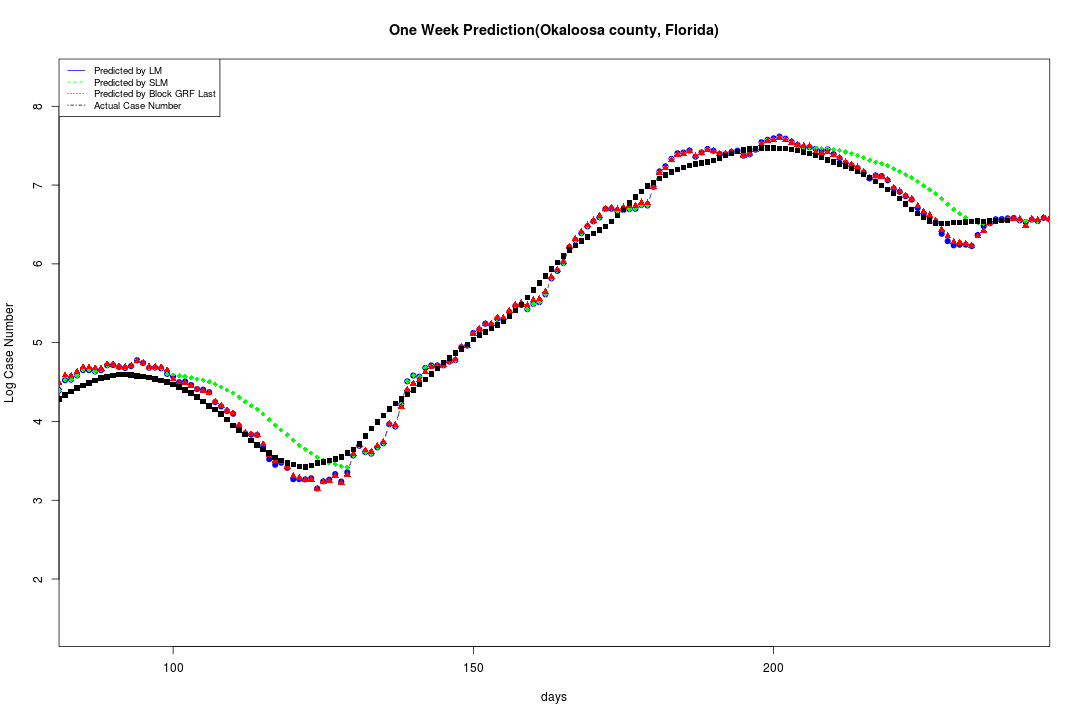 One Week Prediction(Okaloosa county, Florida)
Predicted by LM
Predicted by SLM
Predicted by Block GRF Last
Actual Case Number
8
7
6
5
4
3
2
Log Case Number
100 150 200
days